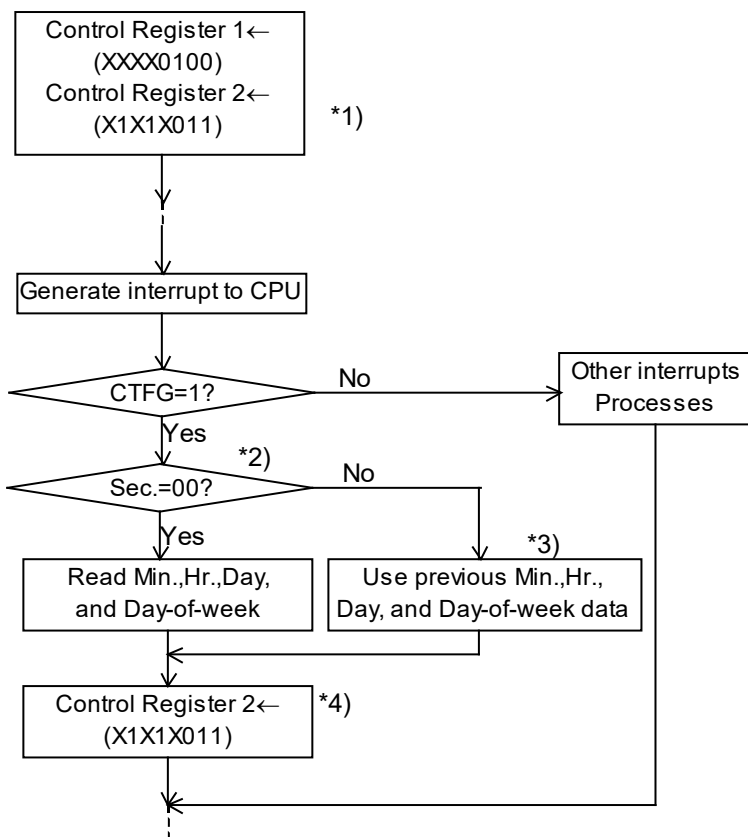 Control Register 1←
(XXXX0100)
Control Register 2←
(X1X1X011)
*1)
Generate interrupt to CPU
CTFG=1?
No
Other interrupts
Processes
Yes
*2)
Sec.=00?
No
Yes
*3)
Read Min.,Hr.,Day,
and Day-of-week
Use previous Min.,Hr.,
Day, and Day-of-week data
Control Register 2←
(X1X1X011)
*4)